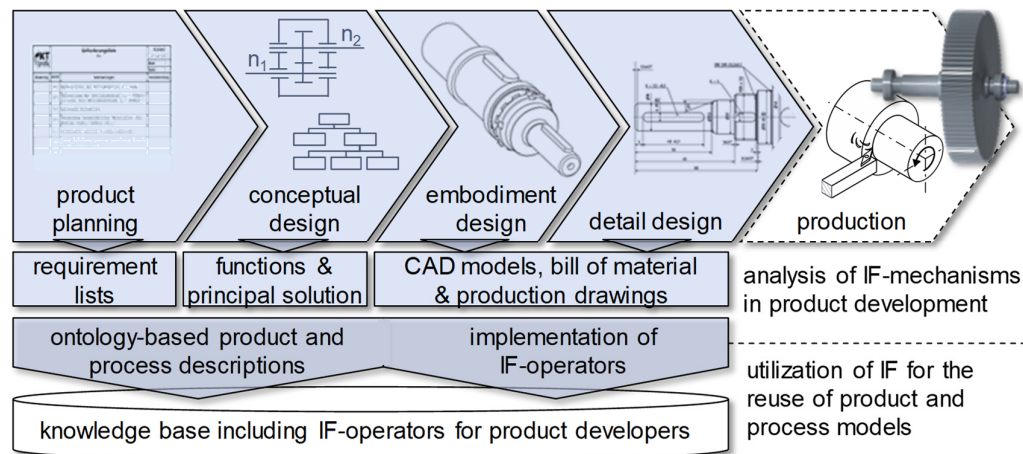 n2
n1
product
planning
conceptual
design
embodiment
design
detail design
production
requirement
lists
functions &
principal solution
CAD models, bill of material
& production drawings
analysis of IF-mechanisms
in product development
ontology-based product and
process descriptions
implementation of
IF-operators
utilization of IF for the
reuse of product and
process models
knowledge base including IF-operators for product developers